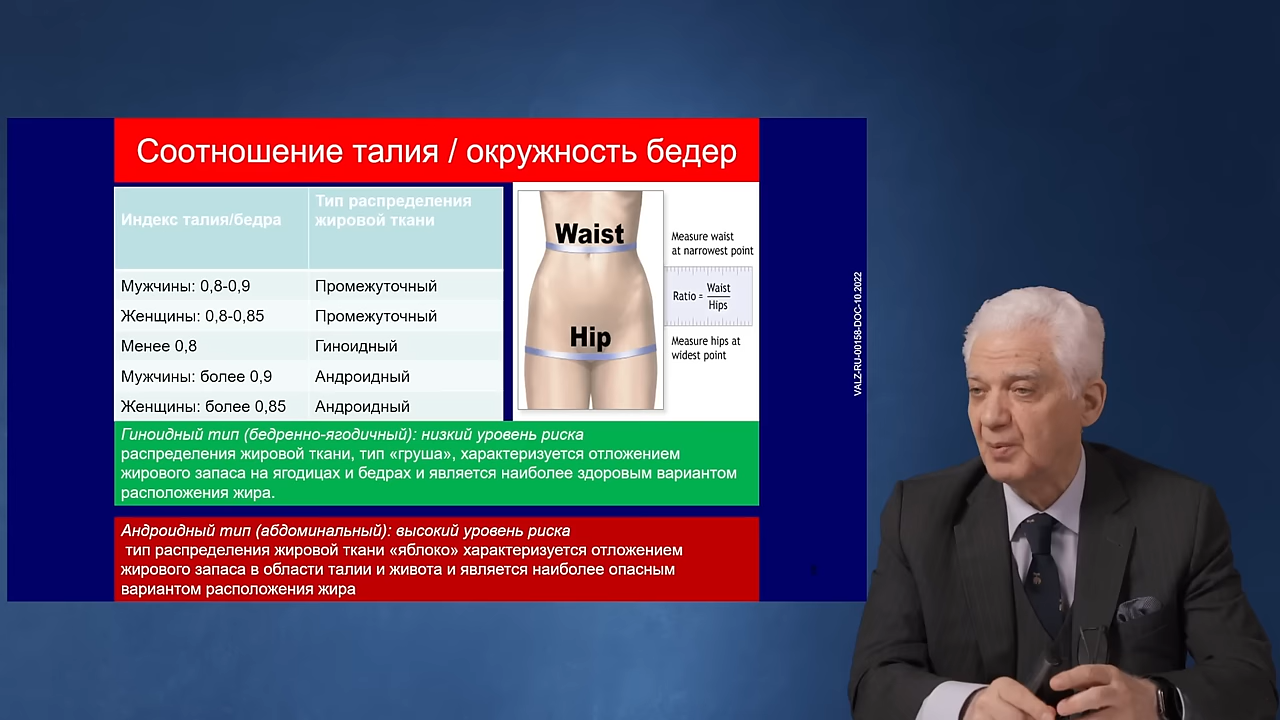 Соотношение талия / окружность бедер
Индекс талия/бедра
Тип распределения
жировой ткани
Мужчины: 0,8-0,9
Промежуточный
Женщины: 0,8-0,85
Промежуточный
Менее 0,8
Гиноидный
Мужчины: более 0,9
Андроидный
Женщины: более 0,85
Андроидный
Waist
Hip
Measure waist
at narrowest point
Ratio = Waist
Hips
Measure hips at
widest point
Гиноидный тип (бедренно-ягодичный): низкий уровень риска
распределения жировой ткани, тип «груша», характеризуется отложением
жирового запаса на ягодицах и бедрах и является наиболее здоровым вариантом
расположения жира.
Андроидный тип (абдоминальный): высокий уровень риска
тип распределения жировой ткани «яблоко» характеризуется отложением
жирового запаса в области талии и живота и является наиболее опасным
вариантом расположения жира
VALZ-RU-00158-DOC-10.2022